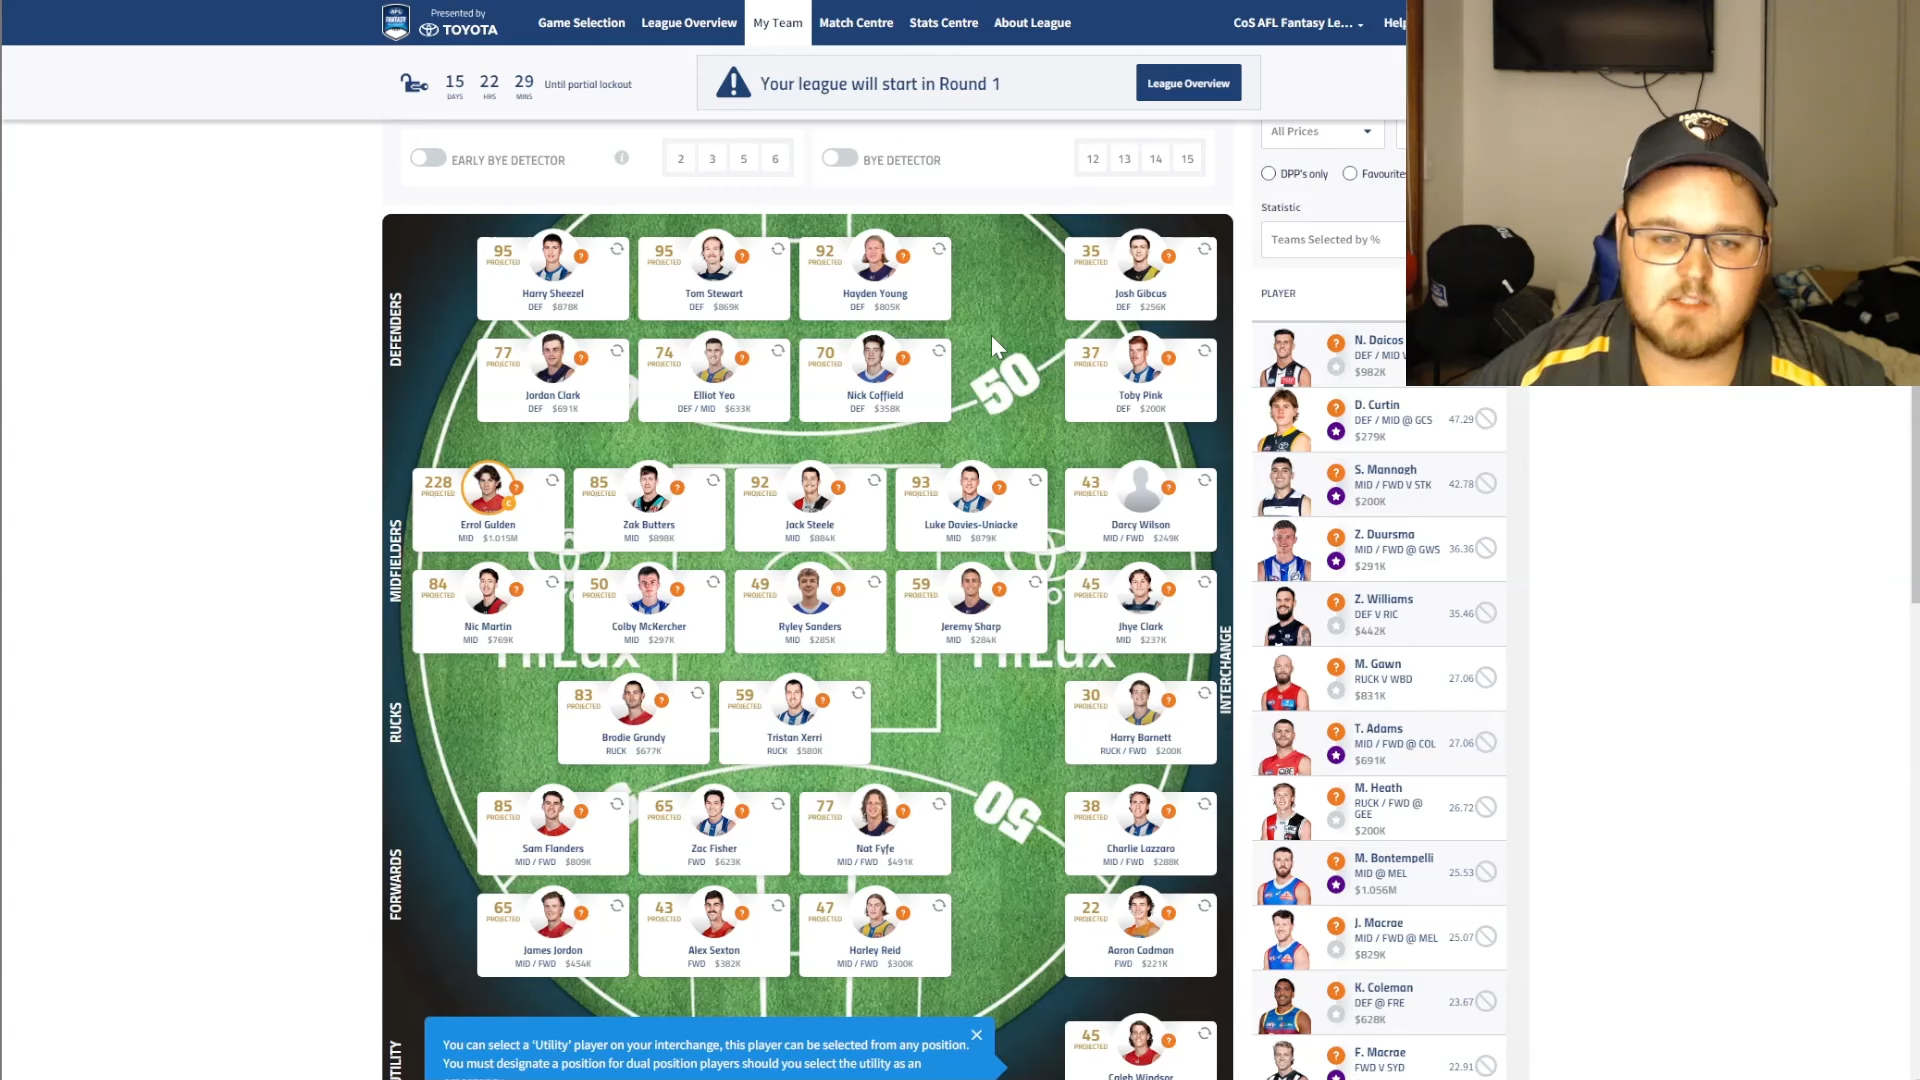 AFL
FANTASY
Presented by
TOYOTA
Game Selection
League Overview
My Team
Match Centre
Stats Centre
About League
CoS AFL Fantasy Le...
Help
15 22 29 Until partial lockout
DAYS HRS MINS
Your league will start in Round 1
League Overview
EARLY BYE DETECTOR
2 3 5 6
BYE DETECTOR
12 13 14 15
All Prices
DPP's only
Favourites
Statistic
Teams Selected by %
PLAYER
DEFENDERS
95 PROJECTED
Harry Sheezel
DEF $878K
95 PROJECTED
Tom Stewart
DEF $869K
92 PROJECTED
Hayden Young
DEF $805K
35 PROJECTED
Josh Gibcus
DEF $256K
77 PROJECTED
Jordan Clark
DEF $691K
74 PROJECTED
Elliot Yeo
DEF / MID $633K
70 PROJECTED
Nick Coffield
DEF $358K
37 PROJECTED
Toby Pink
DEF $200K
50
MIDFIELDERS
228 PROJECTED
Errol Gulden
MID $1.015M
85 PROJECTED
Zak Butters
MID $898K
92 PROJECTED
Jack Steele
MID $884K
93 PROJECTED
Luke Davies-Uniacke
MID $879K
43 PROJECTED
Darcy Wilson
MID / FWD $249K
84 PROJECTED
Nic Martin
MID $769K
50 PROJECTED
Colby McKercher
MID $297K
49 PROJECTED
Ryley Sanders
MID $285K
59 PROJECTED
Jeremy Sharp
MID $284K
45 PROJECTED
Jhye Clark
MID $237K
HiLux
HiLux
INTERCHANGE
RUCKS
83 PROJECTED
Brodie Grundy
RUCK $677K
59 PROJECTED
Tristan Xerri
RUCK $580K
30 PROJECTED
Harry Barnett
RUCK / FWD $200K
50
FORWARDS
85 PROJECTED
Sam Flanders
MID / FWD $809K
65 PROJECTED
Zac Fisher
FWD $623K
77 PROJECTED
Nat Fyfe
MID / FWD $491K
38 PROJECTED
Charlie Lazzaro
MID / FWD $288K
65 PROJECTED
James Jordon
MID / FWD $454K
43 PROJECTED
Alex Sexton
FWD $382K
47 PROJECTED
Harley Reid
MID / FWD $300K
22 PROJECTED
Aaron Cadman
FWD $221K
UTILITY
You can select a 'Utility' player on your interchange, this player can be selected from any position.
You must designate a position for dual position players should you select the utility as an
45 PROJECTED
Caleb Windsor
N. Daicos
DEF / MID
$982K
D. Curtin
DEF / MID @ GCS 47.29
$279K
S. Mannagh
MID / FWD V STK 42.78
$200K
Z. Duursma
MID / FWD @ GWS 36.36
$291K
Z. Williams
DEF V RIC 35.46
$442K
M. Gawn
RUCK V WBD 27.06
$831K
T. Adams
MID / FWD @ COL 27.06
$691K
M. Heath
RUCK / FWD @
GEE 26.72
$200K
M. Bontempelli
MID @ MEL 25.53
$1.056M
J. Macrae
MID / FWD @ MEL 25.07
$829K
K. Coleman
DEF @ FRE 23.67
$628K
F. Macrae
FWD V SYD 22.91
HAWKS